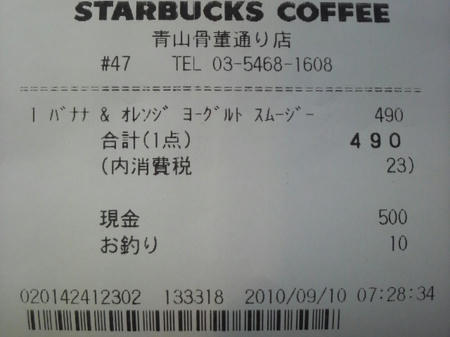 STARBUCKS COFFEE
青山骨董通り店
#47 TEL 03-5468-1608
1 ﾊﾞﾅﾅ & ｵﾚﾝｼﾞ ﾖｰｸﾞﾙﾄ ｽﾑｰｼﾞｰ 490
合計(1点) 490
(内消費税 23)
現金 500
お釣り 10
020142412302 133318 2010/09/10 07:28:34